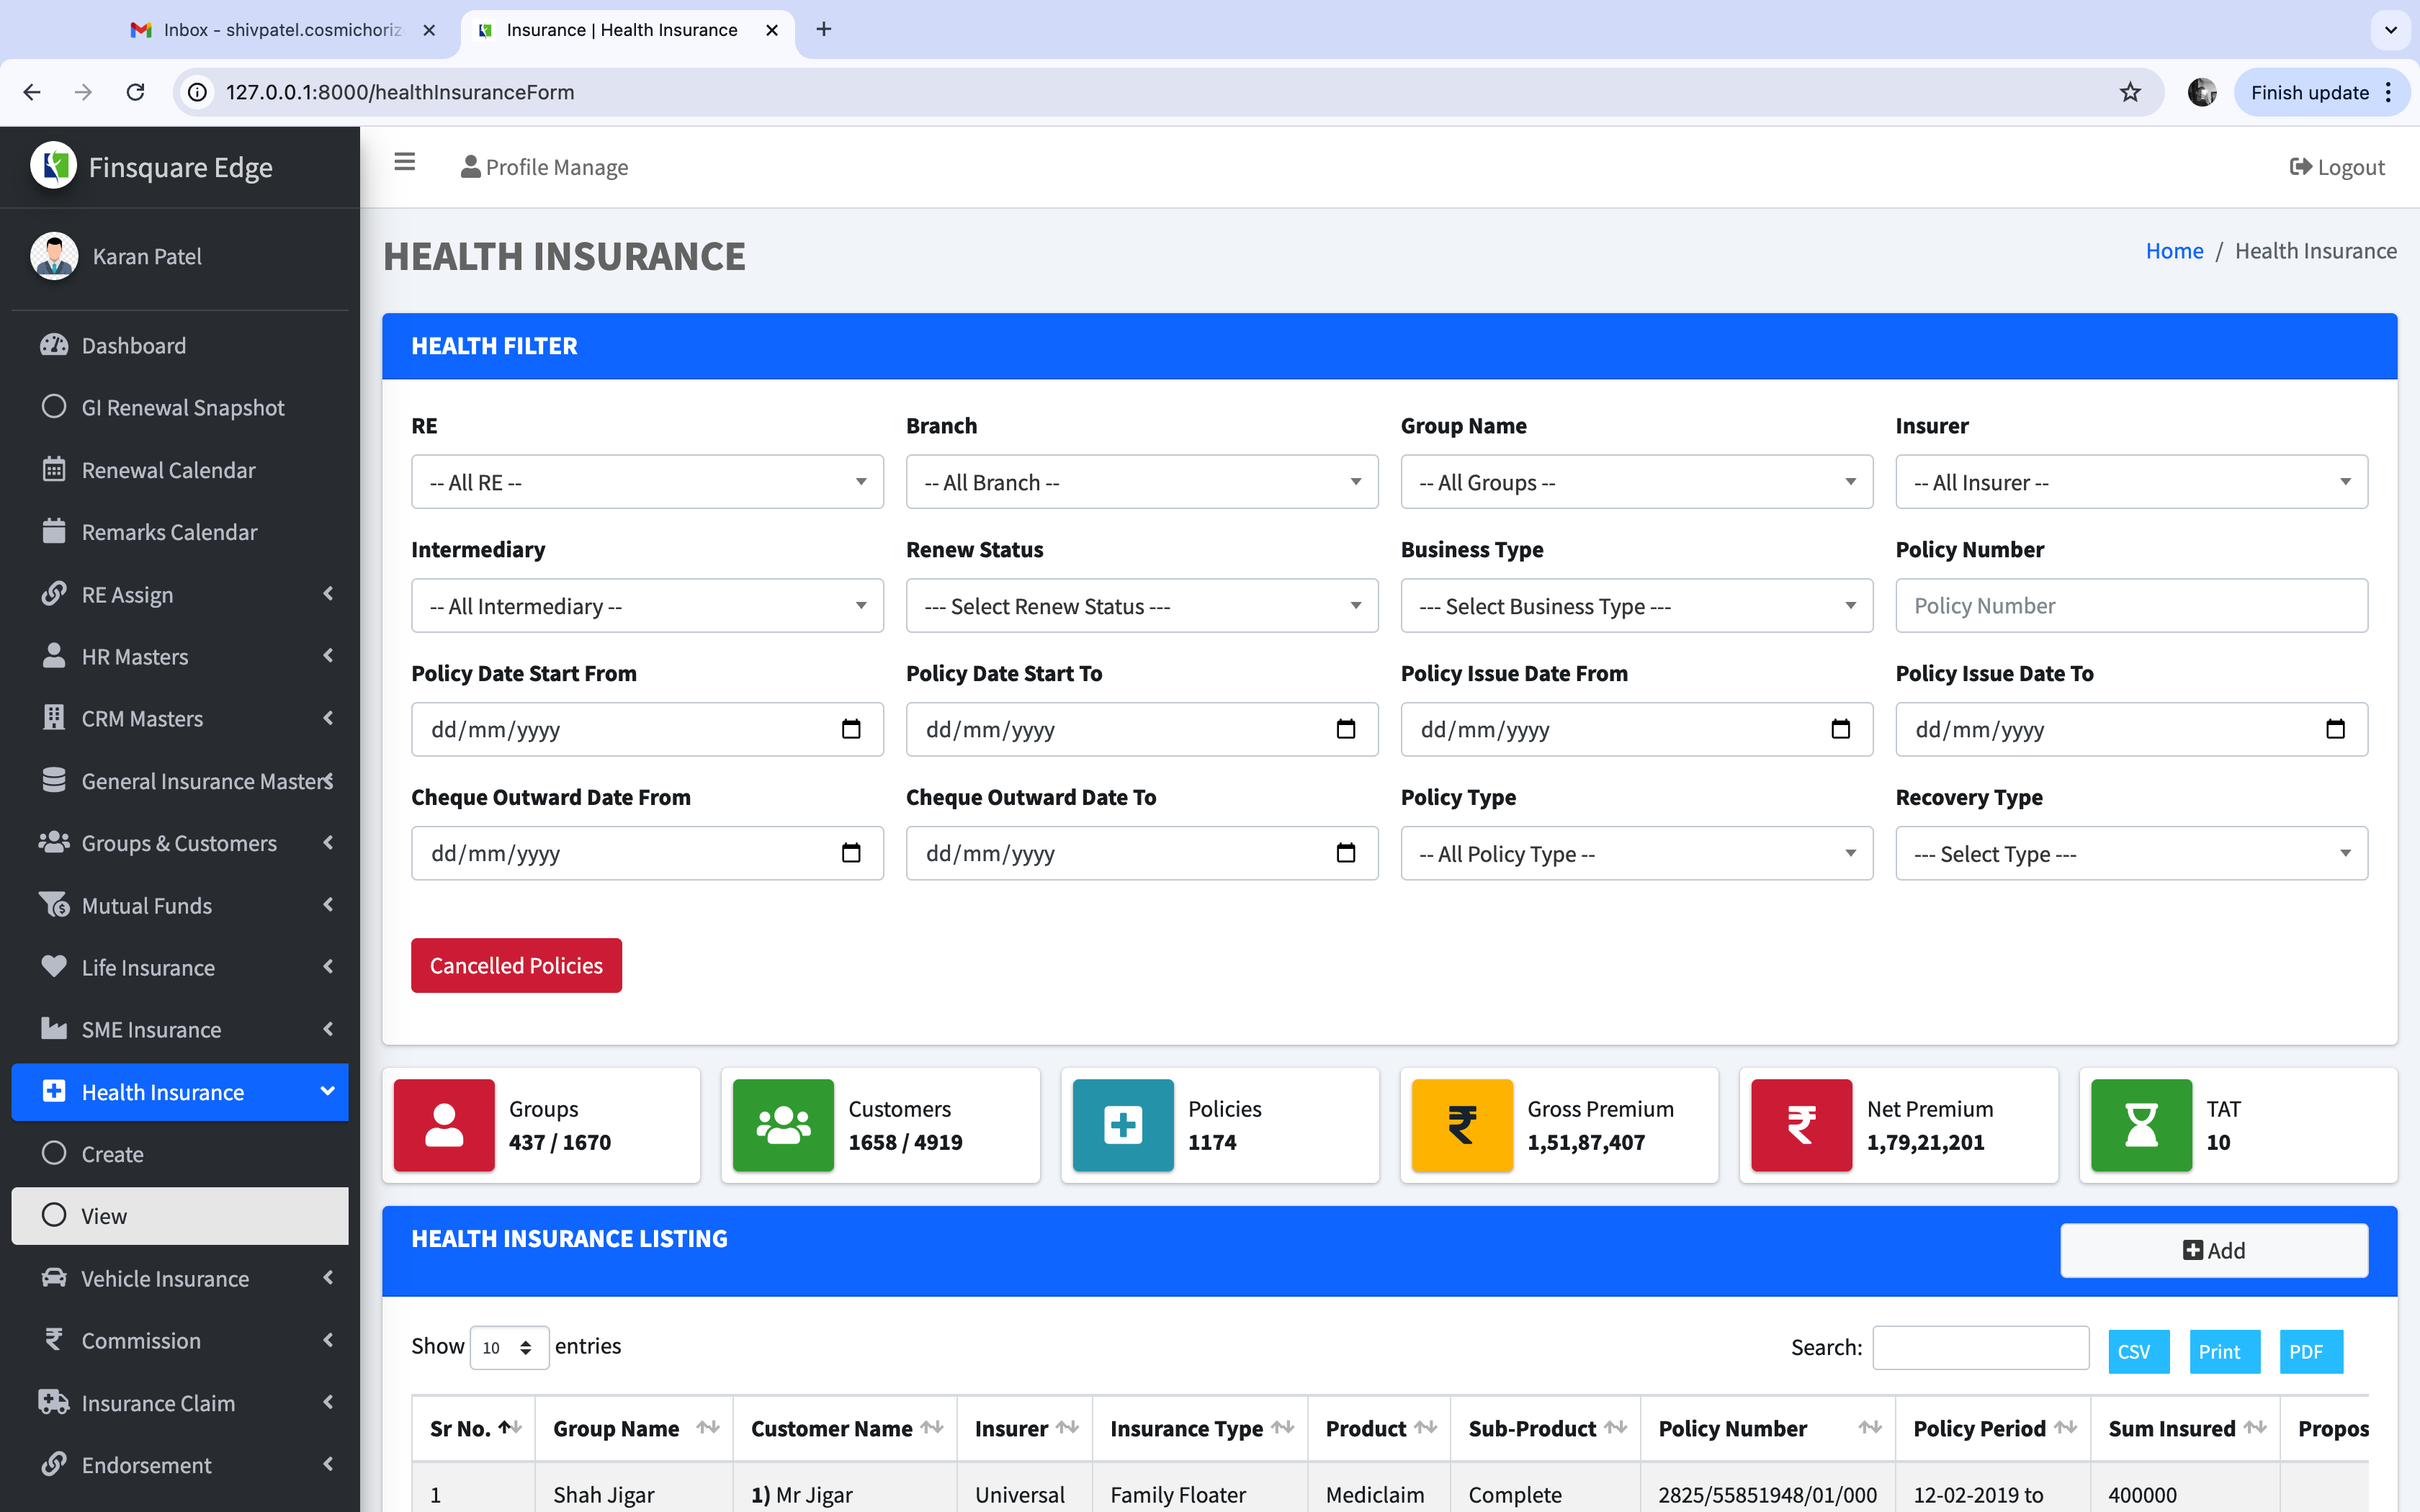 Inbox - shivpatel.cosmichoriz
Insurance | Health Insurance
127.0.0.1:8000/healthInsuranceForm
Finish update
Finsquare Edge
Profile Manage
Logout
Karan Patel
HEALTH INSURANCE
Home / Health Insurance
Dashboard
GI Renewal Snapshot
Renewal Calendar
Remarks Calendar
RE Assign
HR Masters
CRM Masters
General Insurance Masters
Groups & Customers
Mutual Funds
Life Insurance
SME Insurance
Health Insurance
Create
View
Vehicle Insurance
Commission
Insurance Claim
Endorsement
HEALTH FILTER
RE Branch Group Name Insurer
-- All RE -- -- All Branch -- -- All Groups -- -- All Insurer --
Intermediary Renew Status Business Type Policy Number
-- All Intermediary -- --- Select Renew Status --- --- Select Business Type --- Policy Number
Policy Date Start From Policy Date Start To Policy Issue Date From Policy Issue Date To
dd/mm/yyyy dd/mm/yyyy dd/mm/yyyy dd/mm/yyyy
Cheque Outward Date From Cheque Outward Date To Policy Type Recovery Type
dd/mm/yyyy dd/mm/yyyy -- All Policy Type -- --- Select Type ---
Cancelled Policies
Groups Customers Policies Gross Premium Net Premium TAT
437 / 1670 1658 / 4919 1174 1,51,87,407 1,79,21,201 10
HEALTH INSURANCE LISTING
Add
Show 10 entries Search: CSV Print PDF
Sr No. Group Name Customer Name Insurer Insurance Type Product Sub-Product Policy Number Policy Period Sum Insured Propos
1 Shah Jigar 1) Mr Jigar Universal Family Floater Mediclaim Complete 2825/55851948/01/000 12-02-2019 to 400000